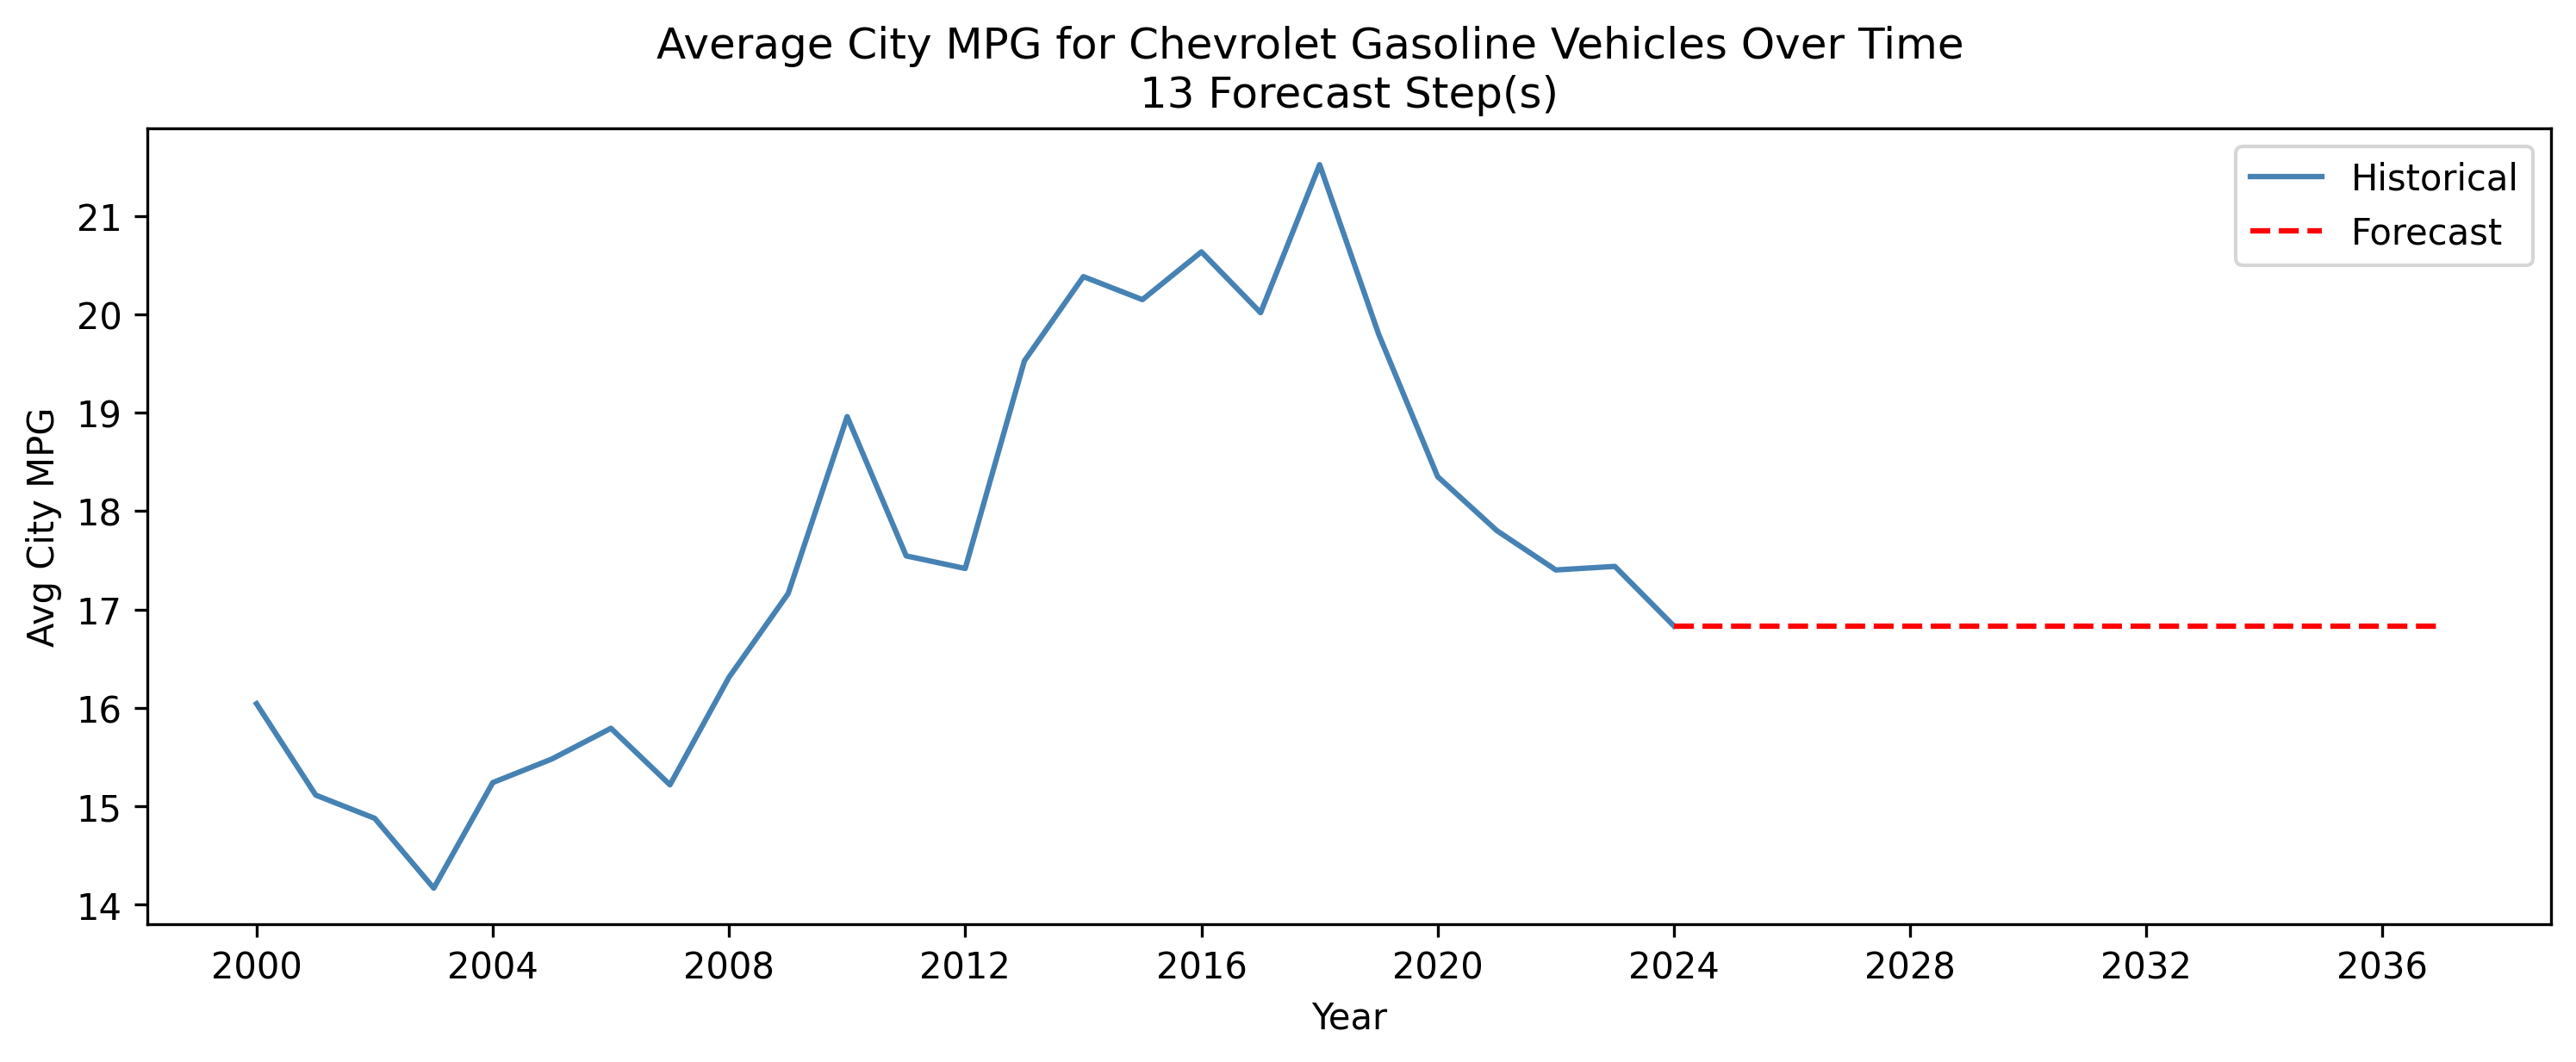 Average City MPG for Chevrolet Gasoline Vehicles Over Time
13 Forecast Step(s)
Historical
Forecast
Avg City MPG
21
20
19
18
17
16
15
14
2000 2004 2008 2012 2016 2020 2024 2028 2032 2036
Year